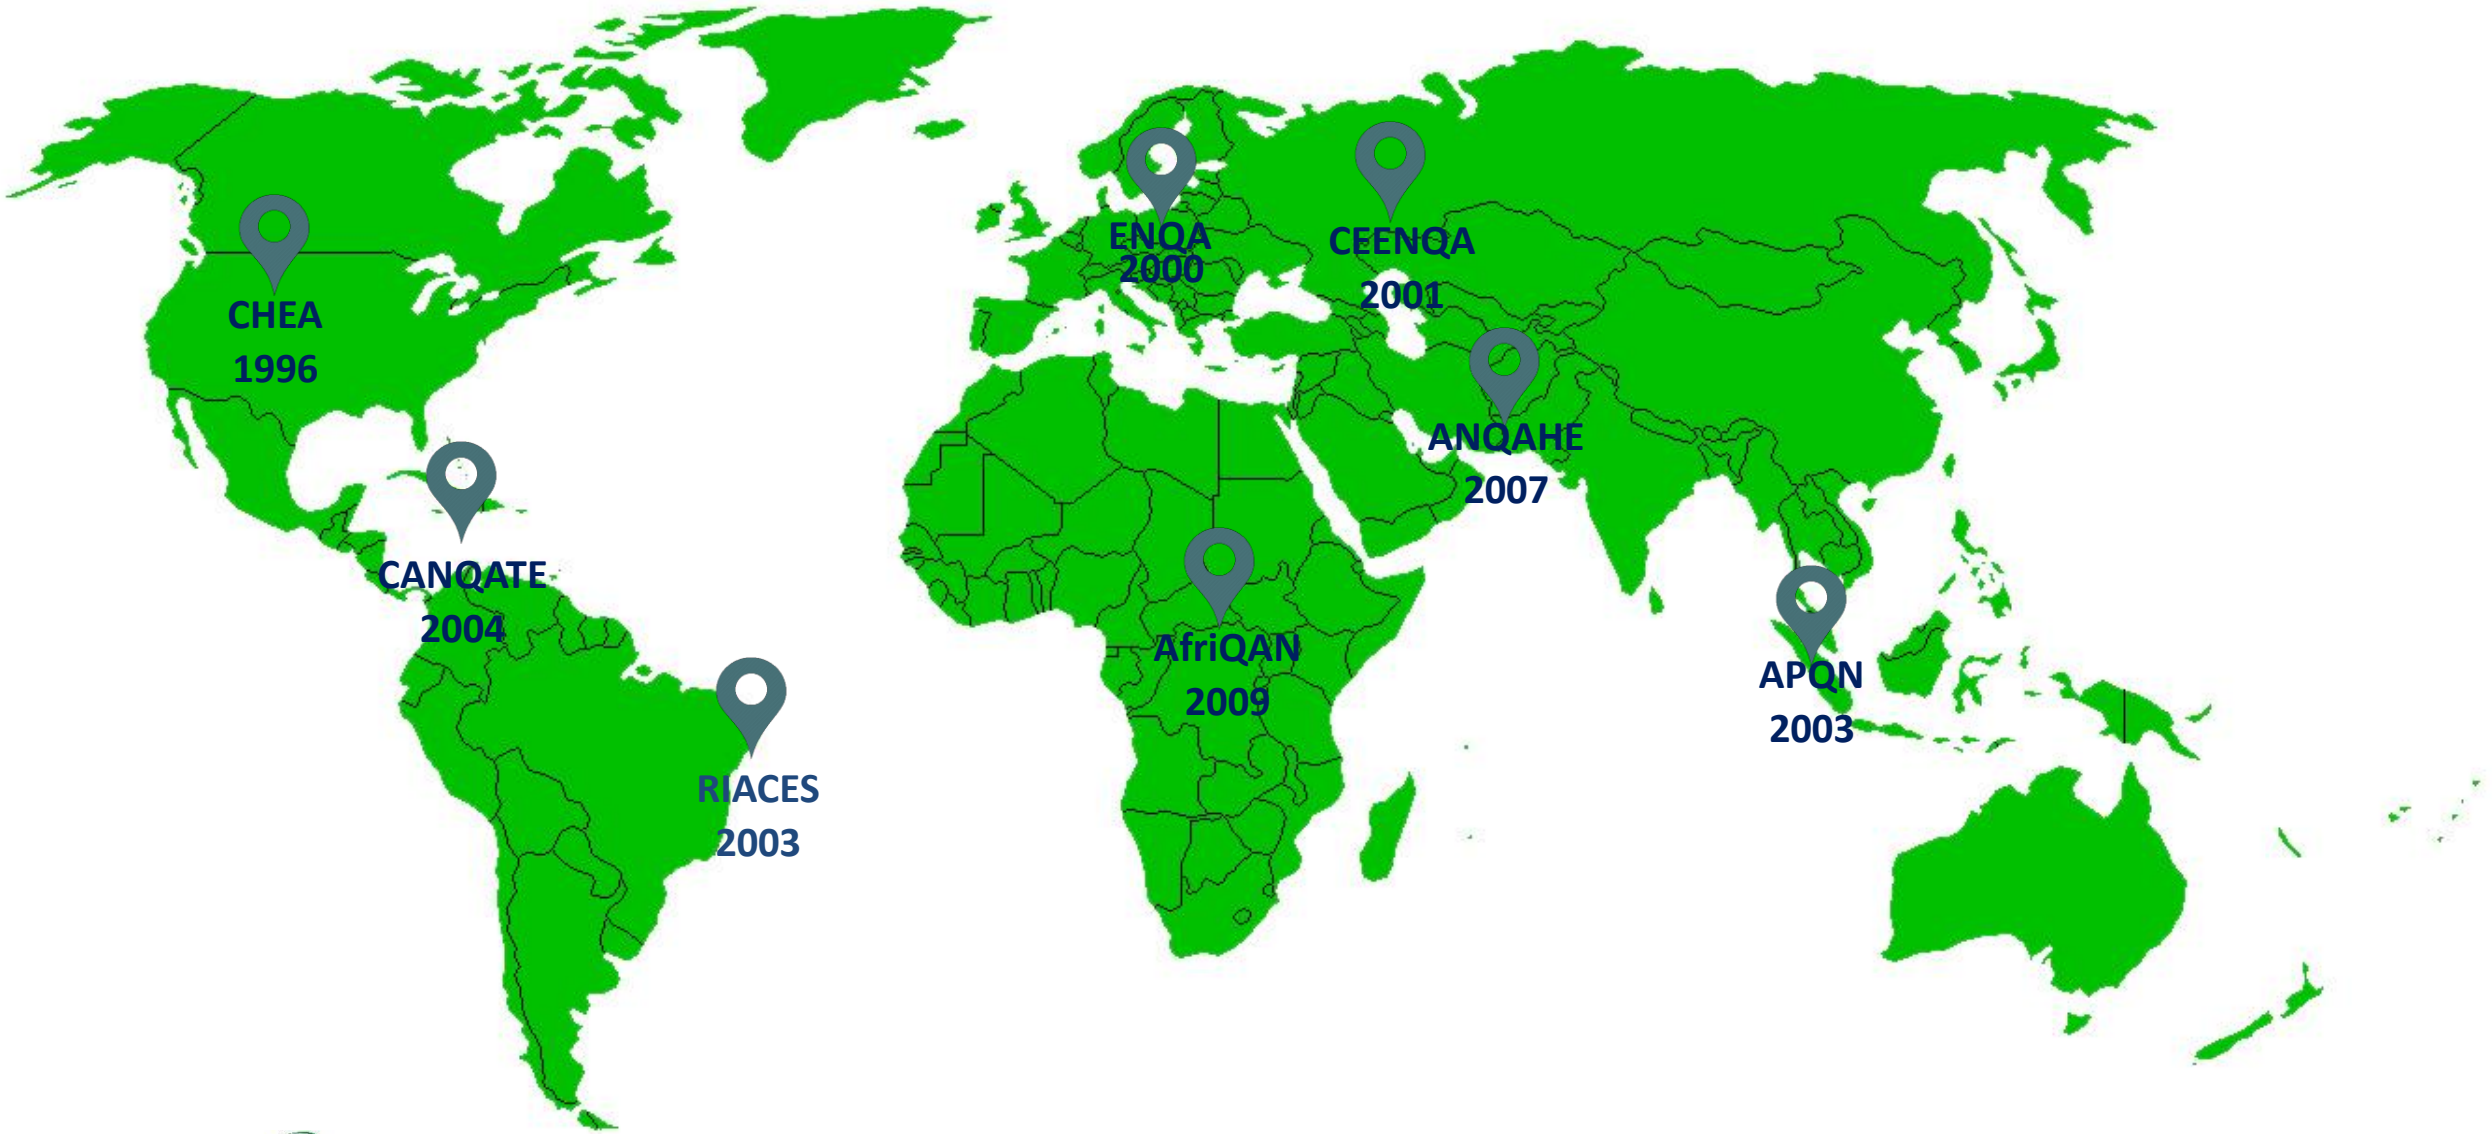 ENQA
2000
CEENQA
2001
CHEA
1996
ANQAHE
2007
CANQATE
2004
AfriQAN
2009
APQN
2003
RIACES
2003